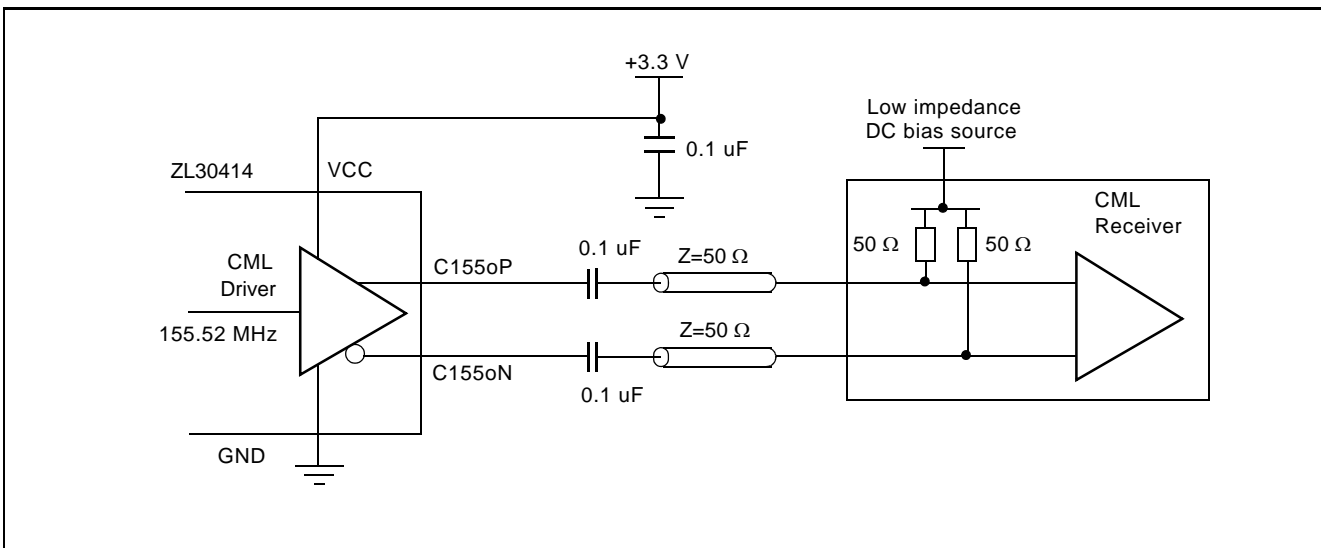 +3.3 V
Low impedance
DC bias source
0.1 uF
ZL30414
VCC
CML
Receiver
0.1 uF
50 Ω
50 Ω
CML
Driver
C155oP
Z=50 Ω
155.52 MHz
Z=50 Ω
C155oN
0.1 uF
GND